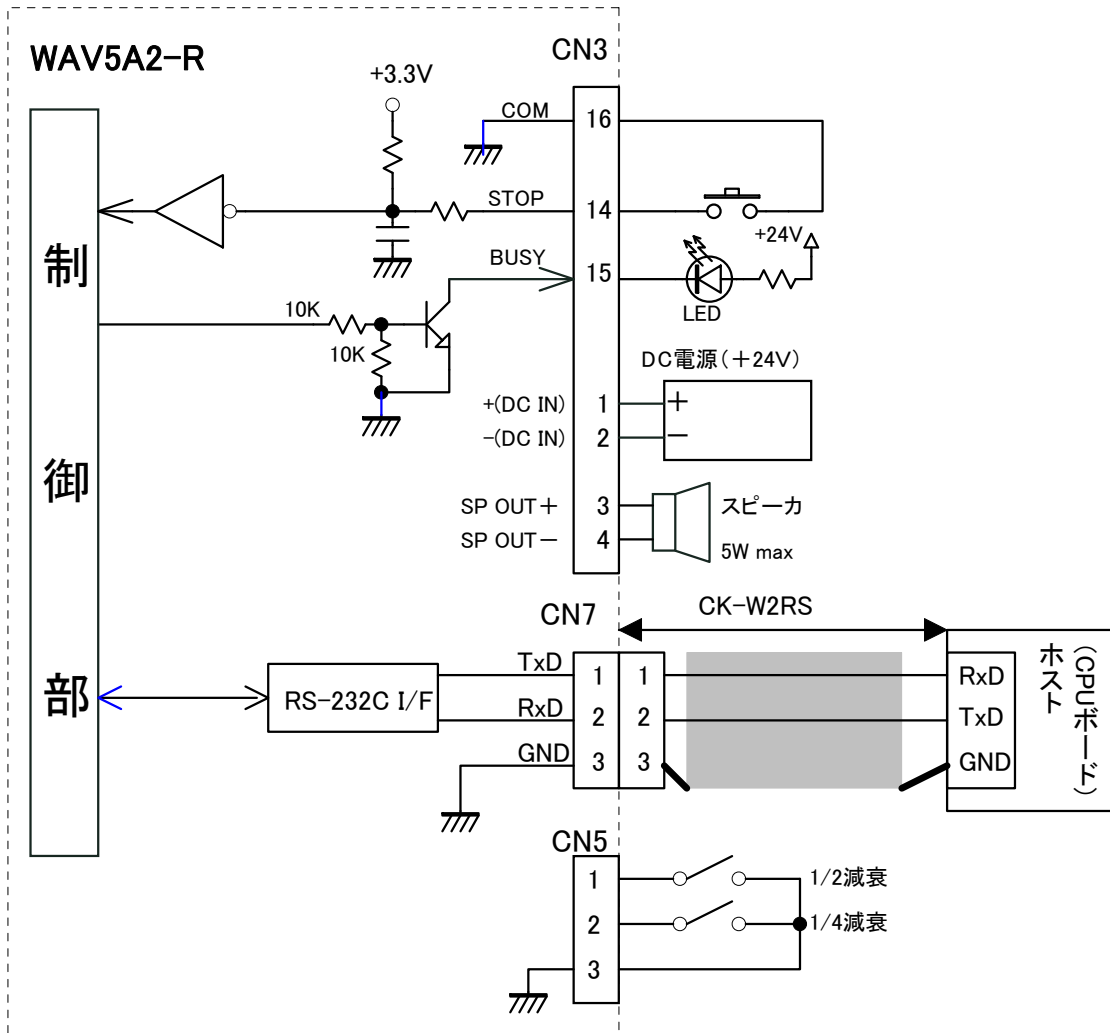 WAV5A2-R
CN3
+3.3V
COM
16
STOP
14
+24V
BUSY
15
LED
10K
10K
DC電源(+24V)
+(DC IN)
1
+
-(DC IN)
2
−
SP OUT+
3
スピーカ
SP OUT−
4
5W max
制御部
CN7
CK-W2RS
TxD
1
1
RxD
RS-232C I/F
RxD
2
2
TxD
GND
3
3
GND
ホスト
(CPUボード)
CN5
1
1/2減衰
2
1/4減衰
3